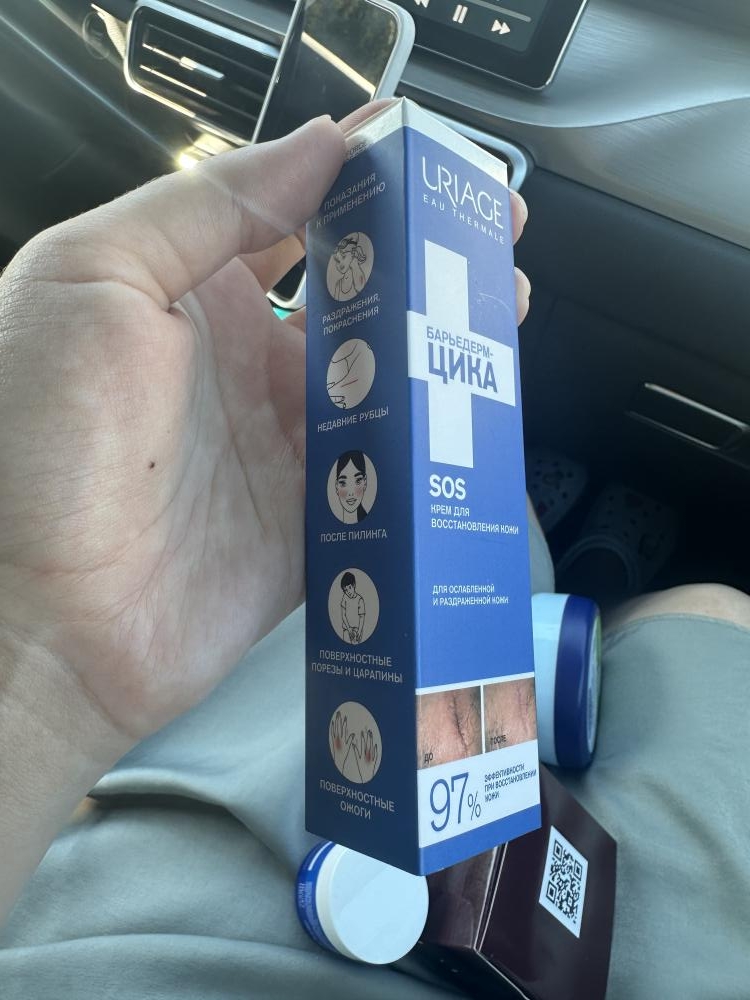 ПОКАЗАНИЯ
К ПРИМЕНЕНИЮ
РАЗДРАЖЕНИЯ,
ПОКРАСНЕНИЯ
НЕДАВНИЕ РУБЦЫ
ПОСЛЕ ПИЛИНГА
ПОВЕРХНОСТНЫЕ
ПОРЕЗЫ И ЦАРАПИНЫ
ПОВЕРХНОСТНЫЕ
ОЖОГИ
URIAGE
EAU THERMALE
БАРЬЕДЕРМ-
ЦИКА
SOS
КРЕМ ДЛЯ
ВОССТАНОВЛЕНИЯ КОЖИ
ДЛЯ ОСЛАБЛЕННОЙ
И РАЗДРАЖЕННОЙ КОЖИ
ДО
ПОСЛЕ
97%
ЭФФЕКТИВНОСТИ
ПРИ ВОССТАНОВЛЕНИИ
КОЖИ